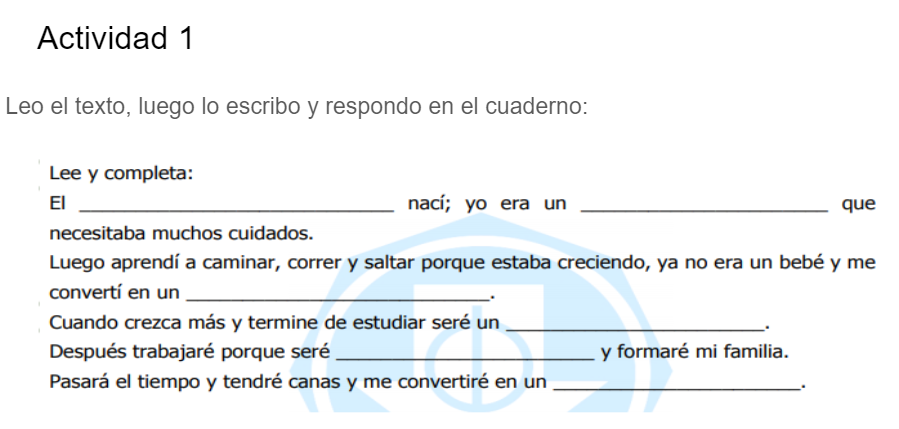 Actividad 1
Leo el texto, luego lo escribo y respondo en el cuaderno:
Lee y completa:
El ______________________________ nací; yo era un ________________________ que
necesitaba muchos cuidados.
Luego aprendí a caminar, correr y saltar porque estaba creciendo, ya no era un bebé y me
convertí en un _____________________________.
Cuando crezca más y termine de estudiar seré un _________________________.
Después trabajaré porque seré _________________________ y formaré mi familia.
Pasará el tiempo y tendré canas y me convertiré en un ________________________.